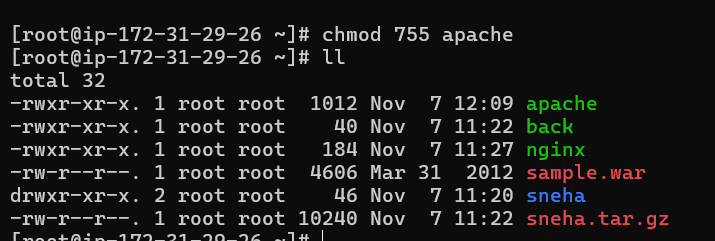 [root@ip-172-31-29-26 ~]# chmod 755 apache
[root@ip-172-31-29-26 ~]# ll
total 32
-rwxr-xr-x. 1 root root  1012 Nov  7 12:09 apache
-rwxr-xr-x. 1 root root    40 Nov  7 11:22 back
-rwxr-xr-x. 1 root root   184 Nov  7 11:27 nginx
-rw-r--r--. 1 root root  4606 Mar 31  2012 sample.war
drwxr-xr-x. 2 root root    46 Nov  7 11:20 sneha
-rw-r--r--. 1 root root 10240 Nov  7 11:22 sneha.tar.gz
[root@ip-172-31-29-26 ~]#